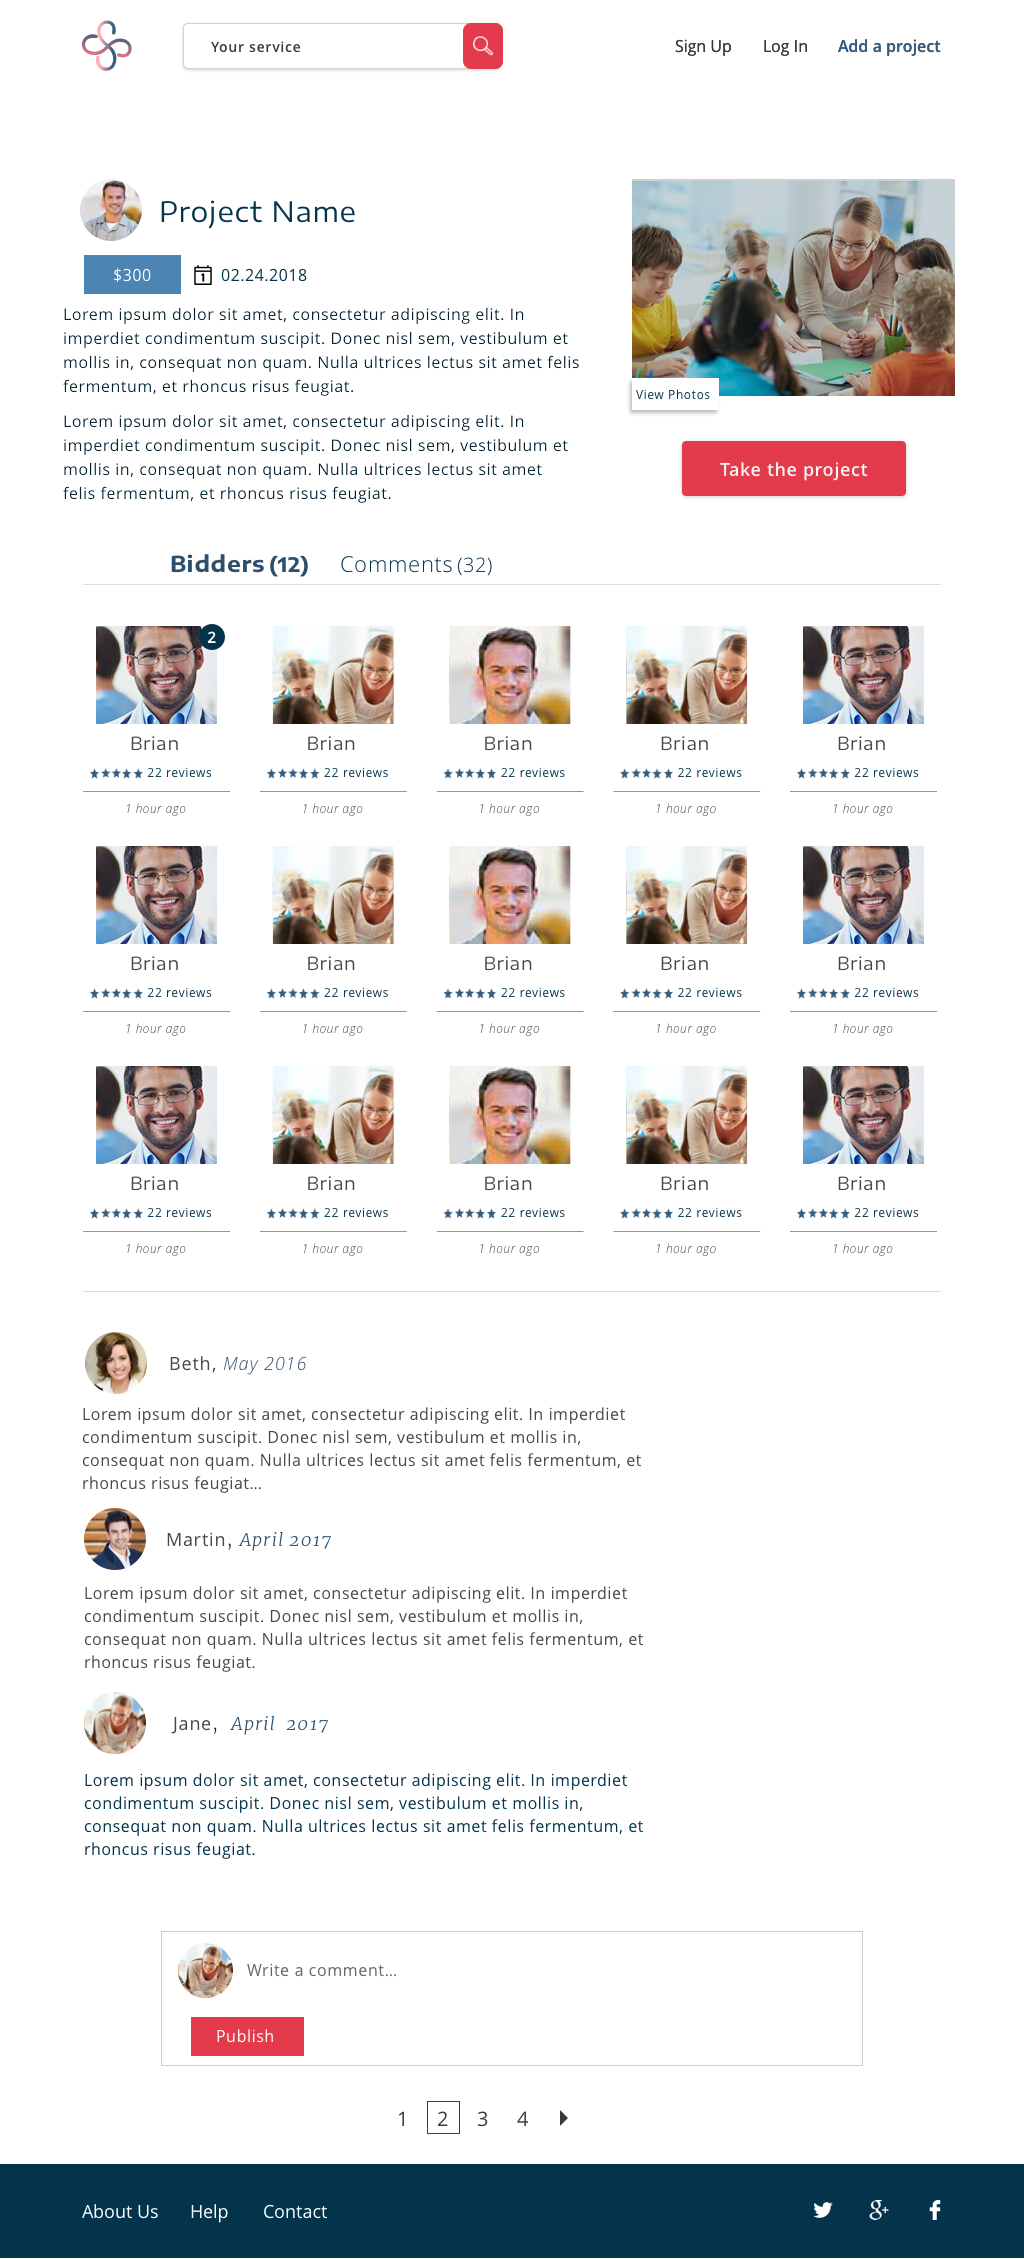 Your service
Sign Up Log In Add a project
Project Name
$300 1 02.24.2018
Lorem ipsum dolor sit amet, consectetur adipiscing elit. In
imperdiet condimentum suscipit. Donec nisl sem, vestibulum et
mollis in, consequat non quam. Nulla ultrices lectus sit amet felis
fermentum, et rhoncus risus feugiat.
Lorem ipsum dolor sit amet, consectetur adipiscing elit. In
imperdiet condimentum suscipit. Donec nisl sem, vestibulum et
mollis in, consequat non quam. Nulla ultrices lectus sit amet
felis fermentum, et rhoncus risus feugiat.
View Photos
Take the project
Bidders (12) Comments (32)
2
Brian Brian Brian Brian Brian
22 reviews 22 reviews 22 reviews 22 reviews 22 reviews
1 hour ago 1 hour ago 1 hour ago 1 hour ago 1 hour ago
Brian Brian Brian Brian Brian
22 reviews 22 reviews 22 reviews 22 reviews 22 reviews
1 hour ago 1 hour ago 1 hour ago 1 hour ago 1 hour ago
Brian Brian Brian Brian Brian
22 reviews 22 reviews 22 reviews 22 reviews 22 reviews
1 hour ago 1 hour ago 1 hour ago 1 hour ago 1 hour ago
Beth, May 2016
Lorem ipsum dolor sit amet, consectetur adipiscing elit. In imperdiet
condimentum suscipit. Donec nisl sem, vestibulum et mollis in,
consequat non quam. Nulla ultrices lectus sit amet felis fermentum, et
rhoncus risus feugiat...
Martin, April 2017
Lorem ipsum dolor sit amet, consectetur adipiscing elit. In imperdiet
condimentum suscipit. Donec nisl sem, vestibulum et mollis in,
consequat non quam. Nulla ultrices lectus sit amet felis fermentum, et
rhoncus risus feugiat.
Jane, April 2017
Lorem ipsum dolor sit amet, consectetur adipiscing elit. In imperdiet
condimentum suscipit. Donec nisl sem, vestibulum et mollis in,
consequat non quam. Nulla ultrices lectus sit amet felis fermentum, et
rhoncus risus feugiat.
Write a comment...
Publish
1 2 3 4
About Us Help Contact